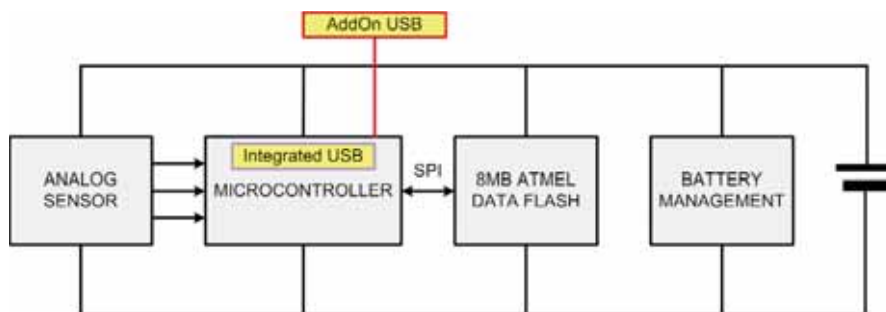 AddOn USB
Integrated USB
ANALOG
SENSOR
MICROCONTROLLER
SPI
8MB ATMEL
DATA FLASH
BATTERY
MANAGEMENT